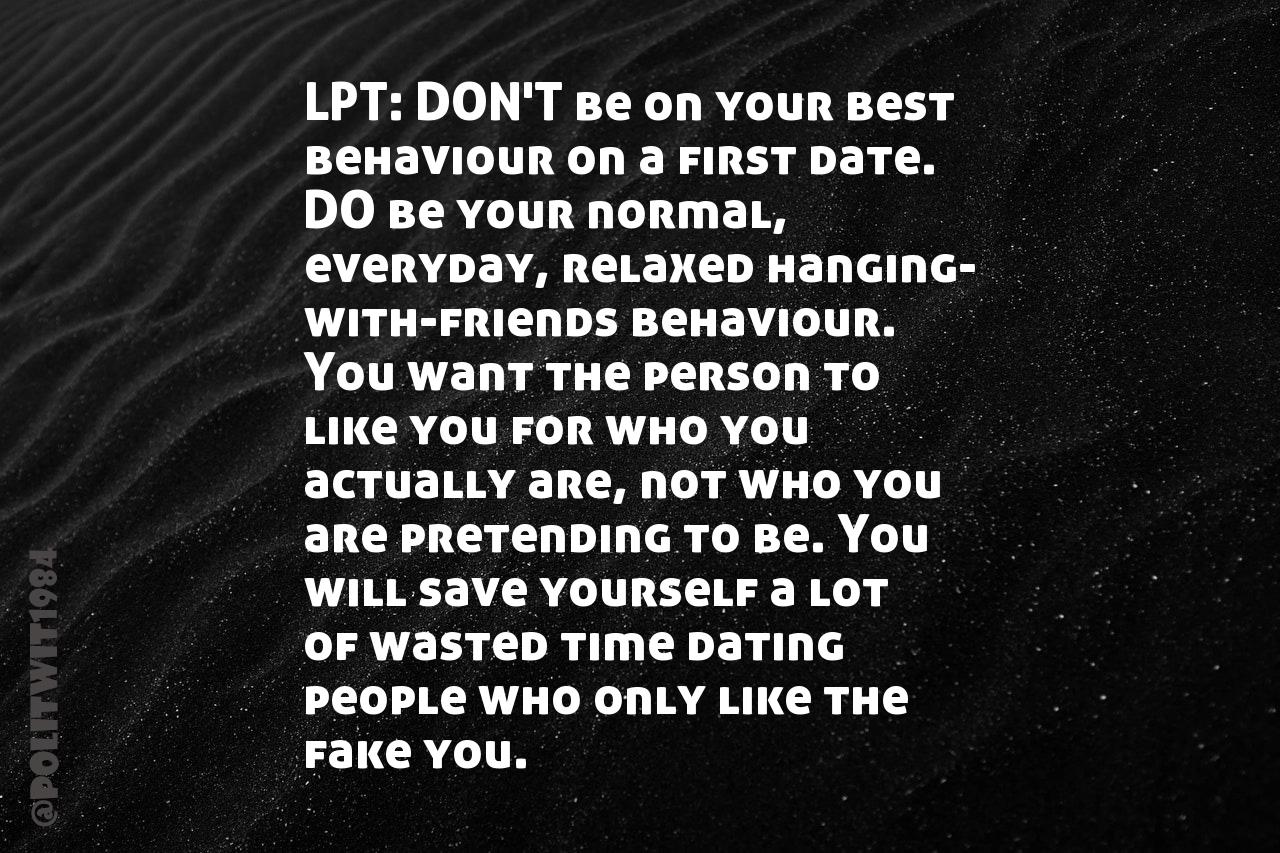 LPT: DON'T be on your best
behaviour on a first date.
DO be your normal,
everyday, relaxed hanging-
with-friends behaviour.
You want the person to
like you for who you
actually are, not who you
are pretending to be. You
will save yourself a lot
of wasted time dating
people who only like the
fake you.
@POLITWIT1984